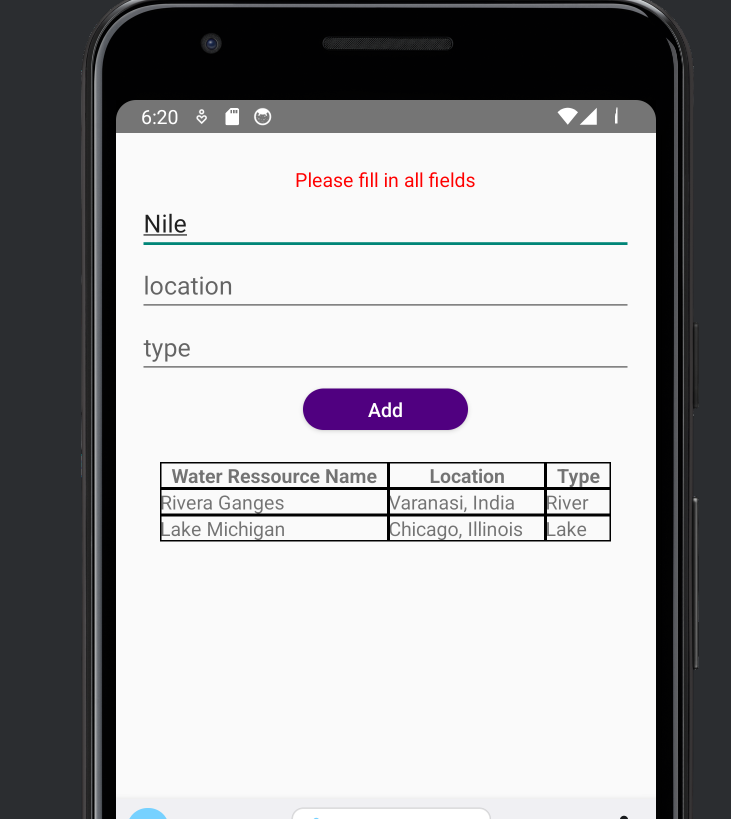 6:20
Please fill in all fields
Nile
location
type
Add
Water Ressource Name Location Type
Rivera Ganges Varanasi, India River
Lake Michigan Chicago, Illinois Lake